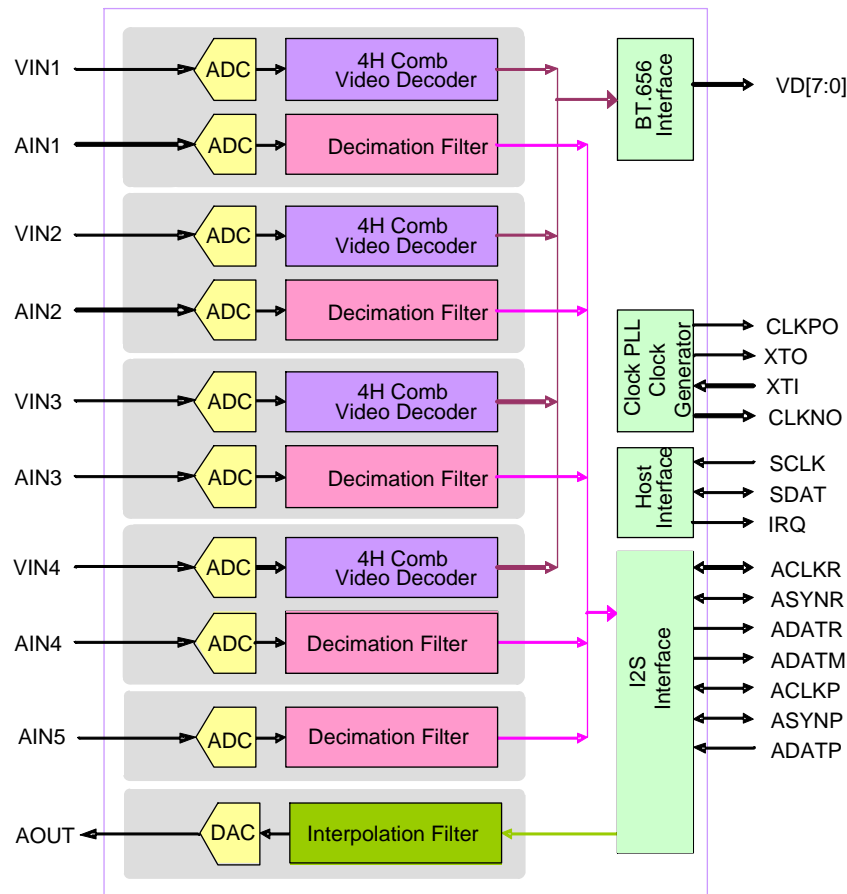 VIN1
ADC
4H Comb
Video Decoder
AIN1
ADC
Decimation Filter
VIN2
ADC
4H Comb
Video Decoder
AIN2
ADC
Decimation Filter
VIN3
ADC
4H Comb
Video Decoder
AIN3
ADC
Decimation Filter
VIN4
ADC
4H Comb
Video Decoder
AIN4
ADC
Decimation Filter
AIN5
ADC
Decimation Filter
AOUT
DAC
Interpolation Filter
BT.656
Interface
VD[7:0]
Clock PLL
Clock
Generator
CLKPO
XTO
XTI
CLKNO
Host
Interface
SCLK
SDAT
IRQ
I2S
Interface
ACLKR
ASYNR
ADATR
ADATM
ACLKP
ASYNP
ADATP